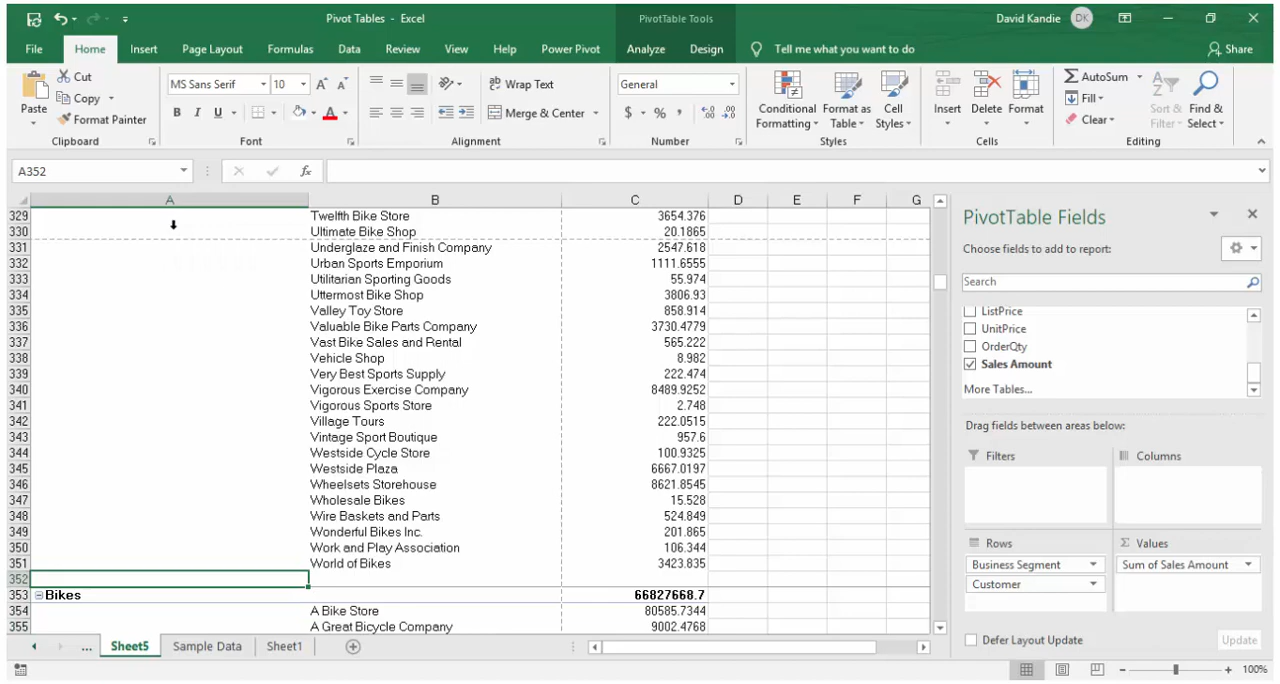 Pivot Tables - Excel
PivotTable Tools
David Kandie DK
File Home Insert Page Layout Formulas Data Review View Help Power Pivot Analyze Design Tell me what you want to do Share
Paste
Cut
Copy
Format Painter
Clipboard
MS Sans Serif 10
B I U A
Font
Wrap Text
Merge & Center
Alignment
General
$ % ,
Number
Conditional Formatting
Format as Table
Cell Styles
Styles
Insert Delete Format
Cells
AutoSum
Fill
Clear
Sort & Filter
Find & Select
Editing
A352 fx
A B C D E F G
329 Twelfth Bike Store 3654.376
330 Ultimate Bike Shop 20.1865
331 Underglaze and Finish Company 2547.618
332 Urban Sports Emporium 1111.6555
333 Utilitarian Sporting Goods 55.974
334 Uttermost Bike Shop 3806.93
335 Valley Toy Store 858.914
336 Valuable Bike Parts Company 3730.4779
337 Vast Bike Sales and Rental 565.222
338 Vehicle Shop 8.982
339 Very Best Sports Supply 222.474
340 Vigorous Exercise Company 8489.9252
341 Vigorous Sports Store 2.748
342 Village Tours 222.0515
343 Vintage Sport Boutique 957.6
344 Westside Cycle Store 100.9325
345 Westside Plaza 6667.0197
346 Wheelsets Storehouse 8621.8545
347 Wholesale Bikes 15.528
348 Wire Baskets and Parts 524.849
349 Wonderful Bikes Inc. 201.865
350 Work and Play Association 106.344
351 World of Bikes 3423.835
352
353 Bikes 66827668.7
354 A Bike Store 80585.7344
355 A Great Bicycle Company 9002.4768
... Sheet5 Sample Data Sheet1
PivotTable Fields
Choose fields to add to report:
Search
ListPrice
UnitPrice
OrderQty
Sales Amount
More Tables...
Drag fields between areas below:
Filters
Columns
Rows
Σ Values
Business Segment
Customer
Sum of Sales Amount
Defer Layout Update Update
100%